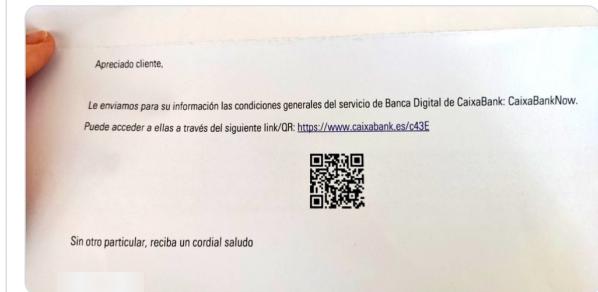 Apreciado cliente,
Le enviamos para su información las condiciones generales del servicio de Banca Digital de CaixaBank: CaixaBankNow.
Puede acceder a ellas a través del siguiente link/QR: https://www.caixabank.es/c43E
Sin otro particular, reciba un cordial saludo